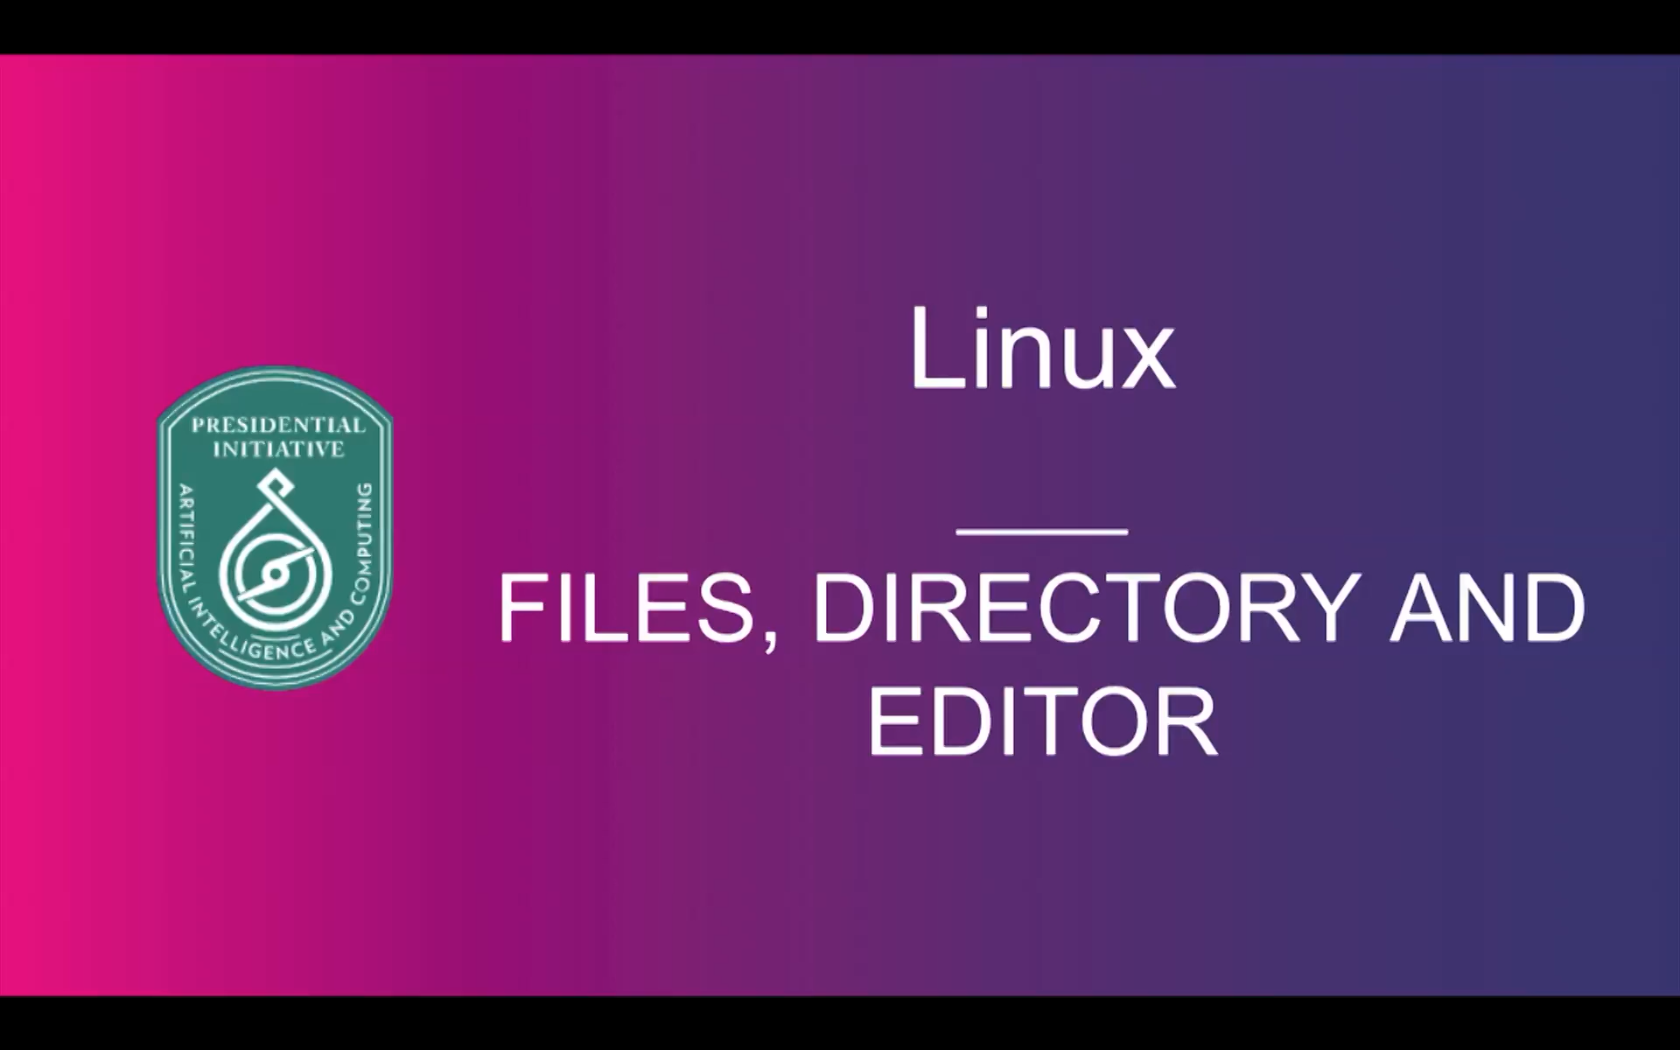 PRESIDENTIAL
INITIATIVE
ARTIFICIAL INTELLIGENCE AND COMPUTING
Linux
FILES, DIRECTORY AND
EDITOR